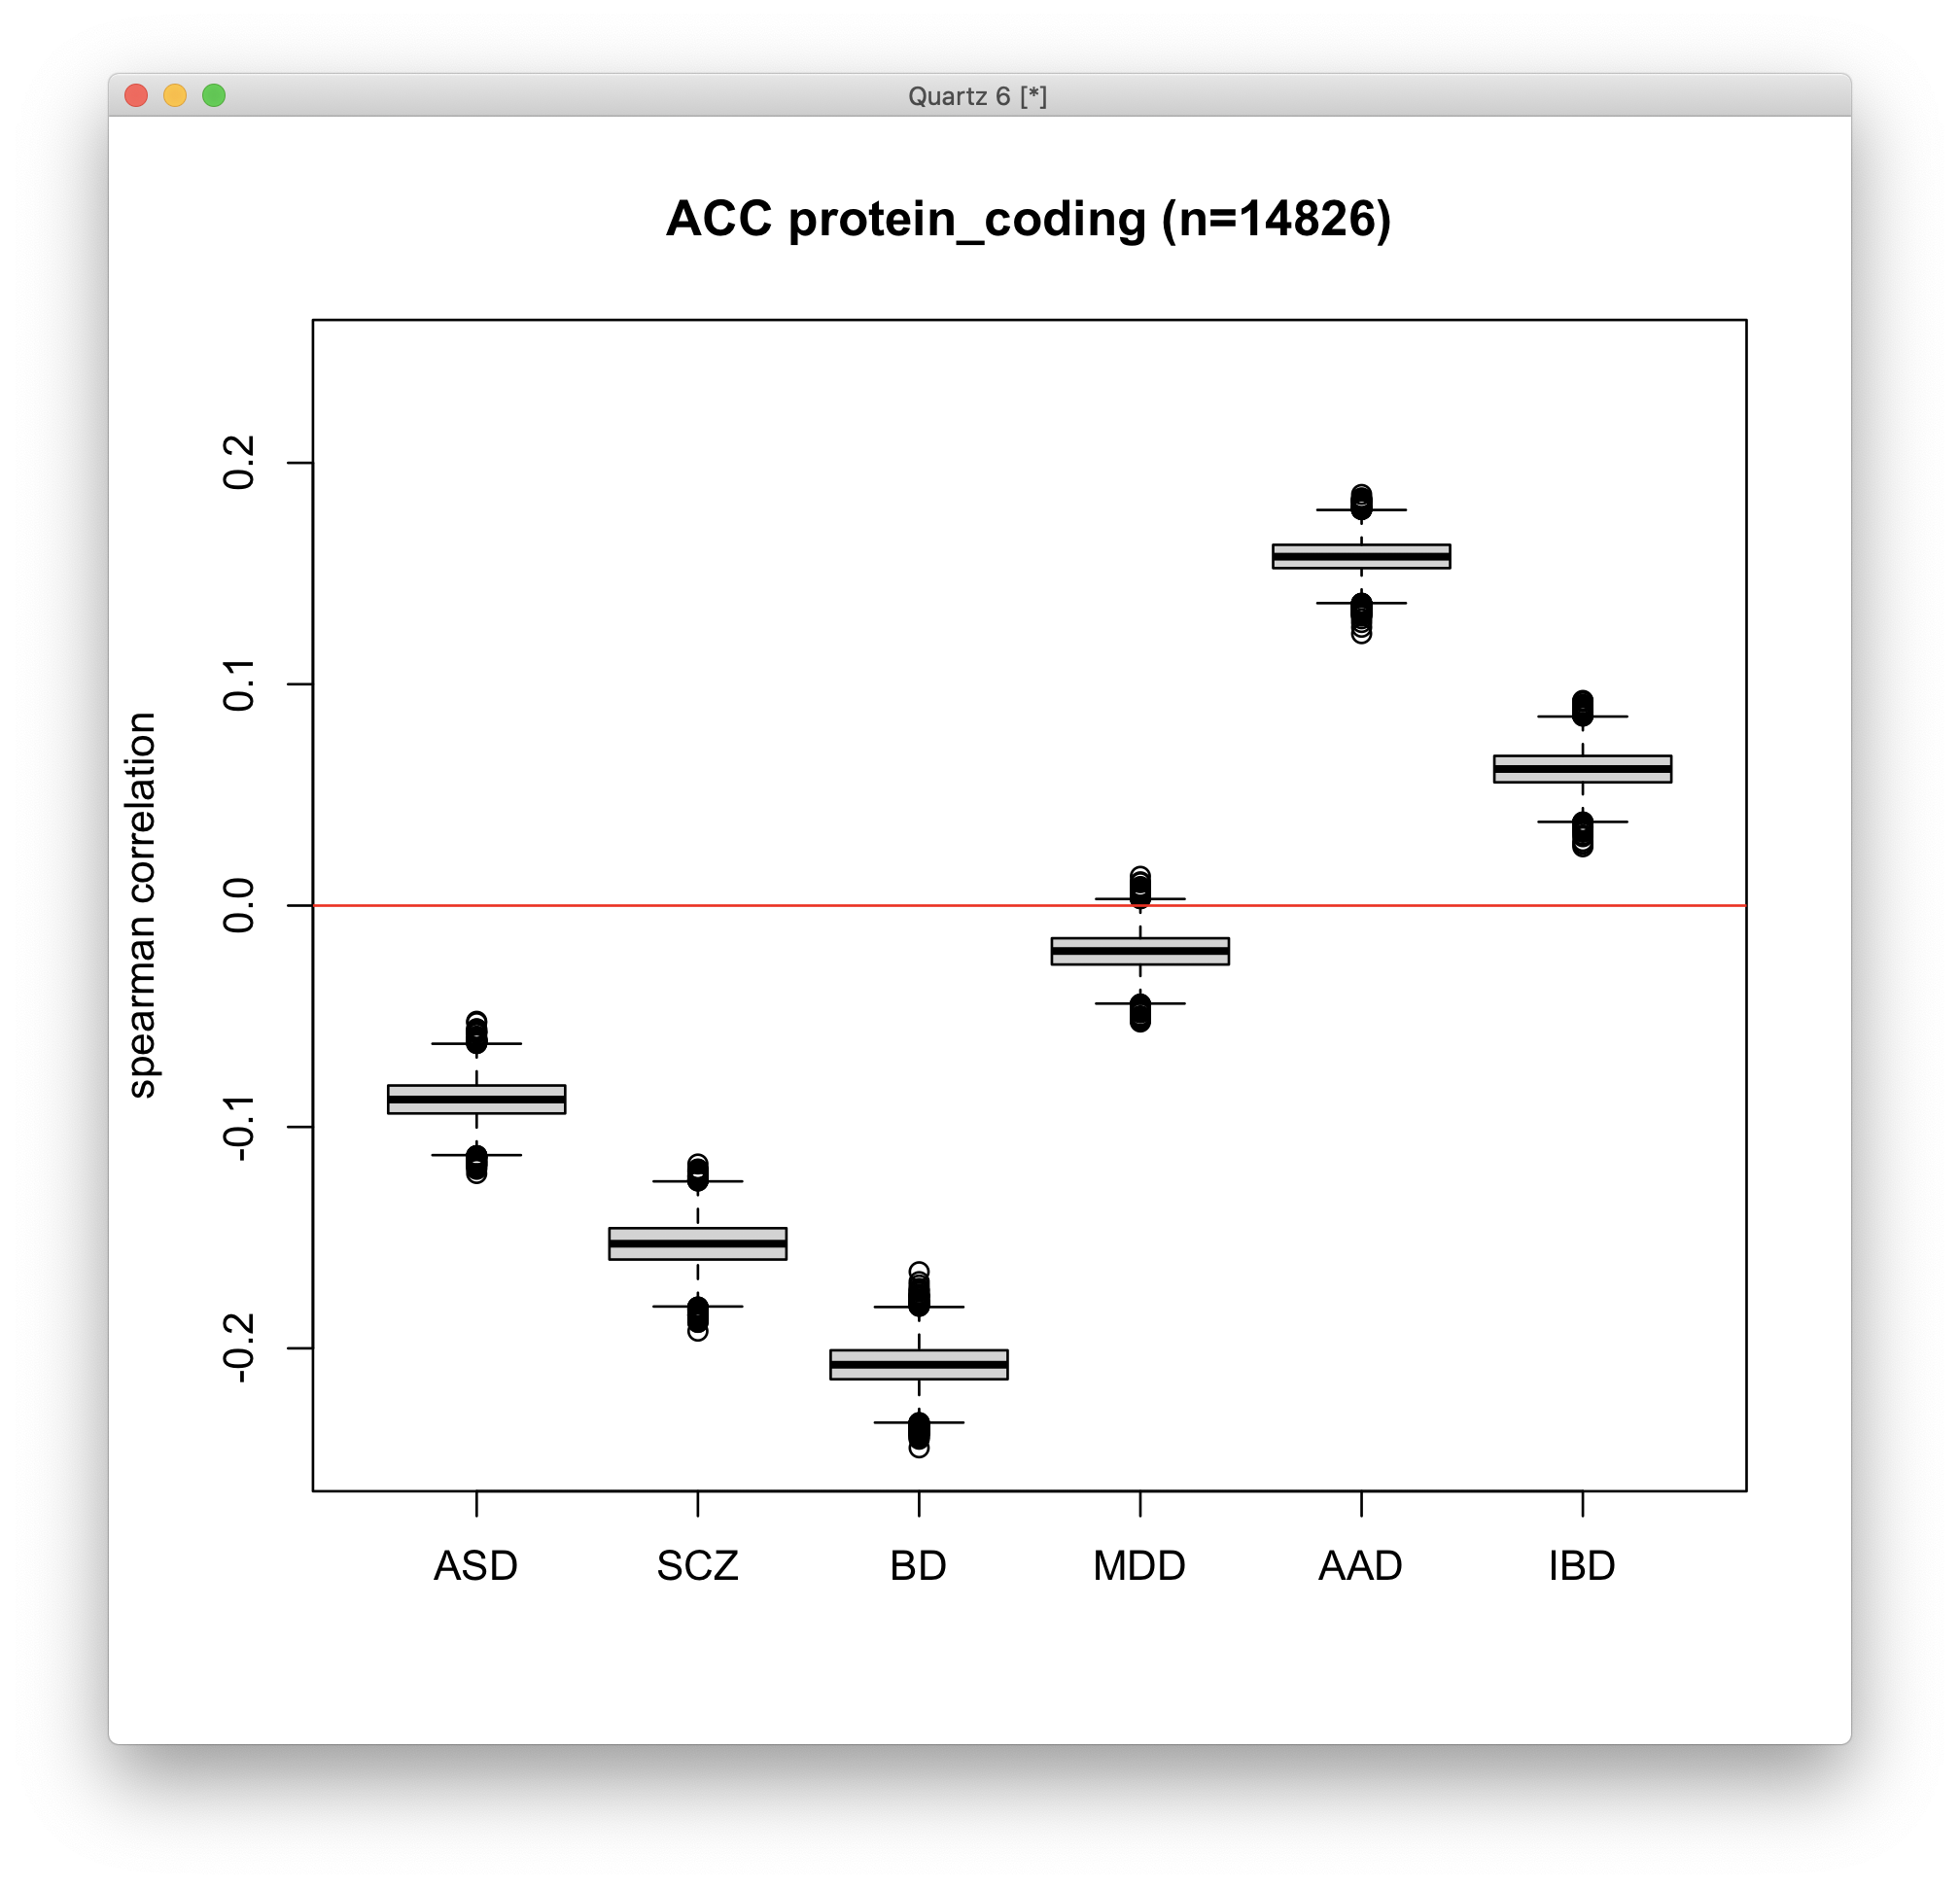 Quartz 6 [*]
ACC protein_coding (n=14826)
spearman correlation
0.2
0.1
0.0
-0.1
-0.2
ASD SCZ BD MDD AAD IBD